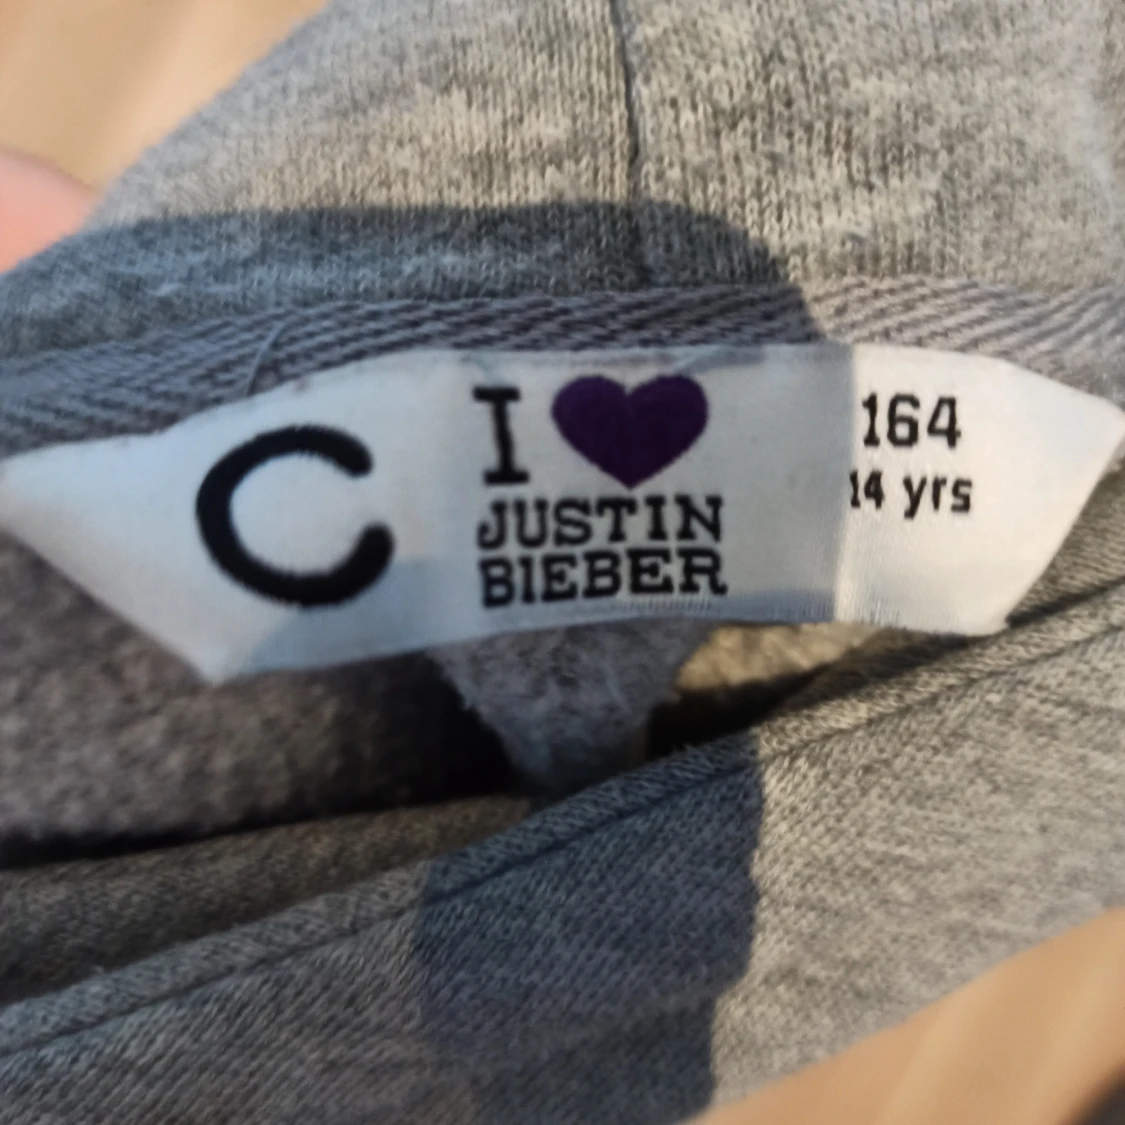 C
I
JUSTIN
BIEBER
164
14 yrs